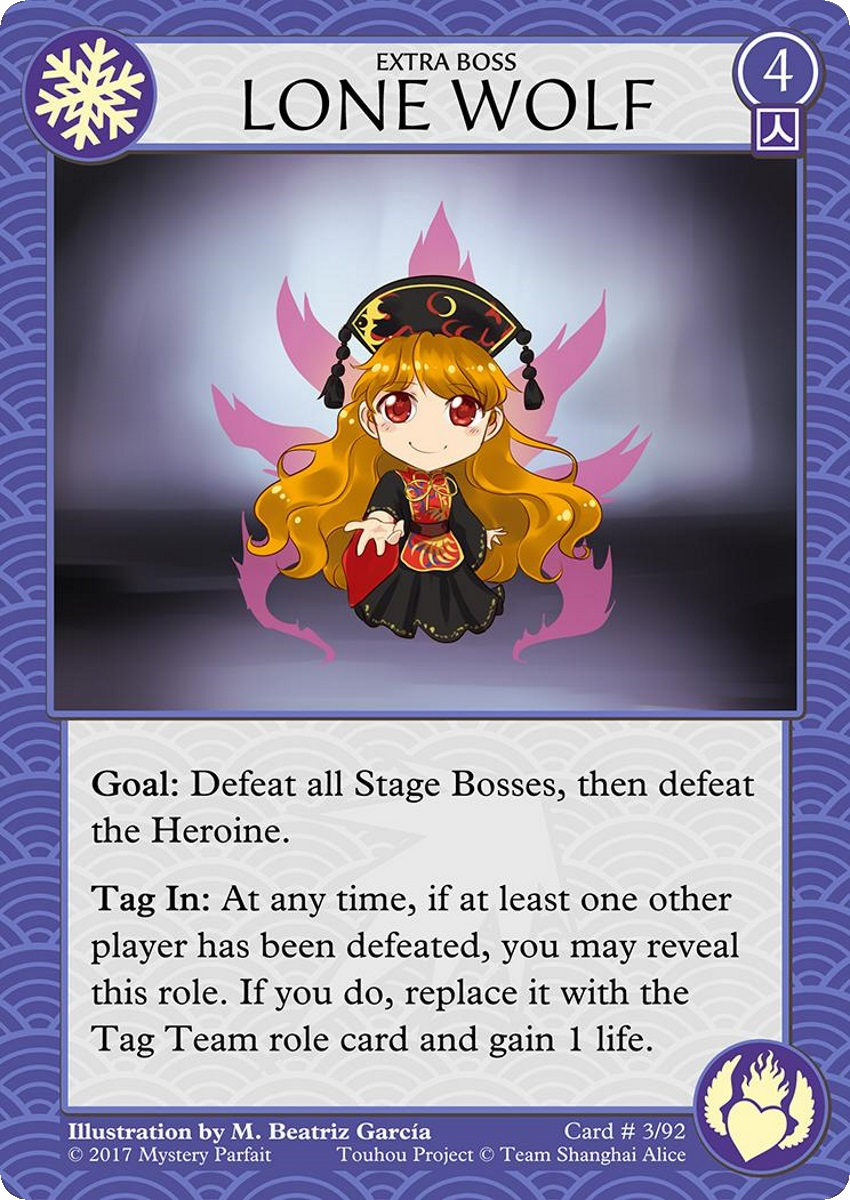 EXTRA BOSS
LONE WOLF
4
人
Goal: Defeat all Stage Bosses, then defeat
the Heroine.
Tag In: At any time, if at least one other
player has been defeated, you may reveal
this role. If you do, replace it with the
Tag Team role card and gain 1 life.
Illustration by M. Beatriz García
Card # 3/92
© 2017 Mystery Parfait
Touhou Project © Team Shanghai Alice